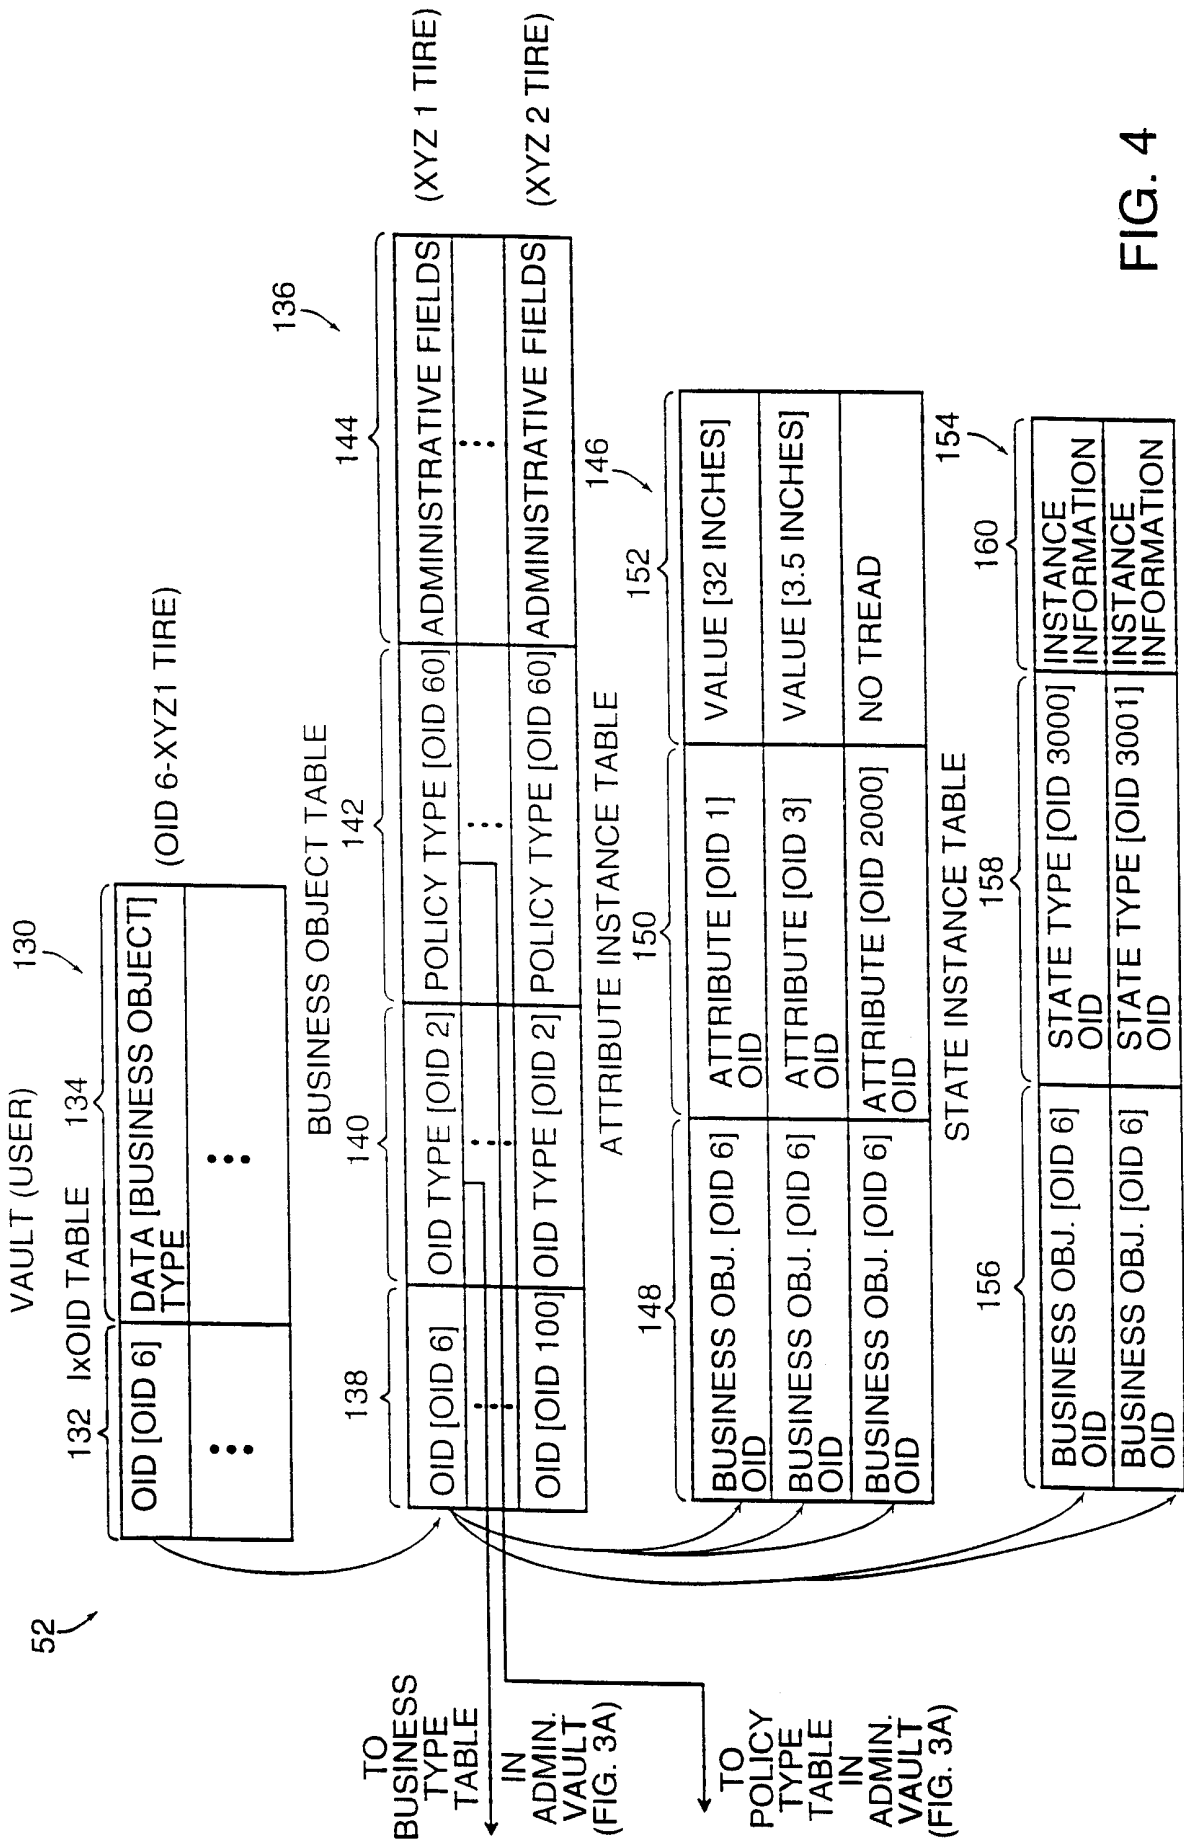 VAULT (USER)
52
132 IxOID TABLE 134 130
OID [OID 6] DATA [BUSINESS OBJECT]
TYPE
(OID 6-XYZ1 TIRE)
BUSINESS OBJECT TABLE
138 140 142 144 136
OID [OID 6] OID TYPE [OID 2] POLICY TYPE [OID 60] ADMINISTRATIVE FIELDS (XYZ 1 TIRE)
OID [OID 100] OID TYPE [OID 2] POLICY TYPE [OID 60] ADMINISTRATIVE FIELDS (XYZ 2 TIRE)
TO
BUSINESS
TYPE
TABLE
IN
ADMIN.
VAULT
(FIG. 3A)
ATTRIBUTE INSTANCE TABLE
148 150 152 146
BUSINESS OBJ. [OID 6] ATTRIBUTE [OID 1] VALUE [32 INCHES]
OID OID
BUSINESS OBJ. [OID 6] ATTRIBUTE [OID 3] VALUE [3.5 INCHES]
OID OID
BUSINESS OBJ. [OID 6] ATTRIBUTE [OID 2000] NO TREAD
OID OID
TO
POLICY
TYPE
TABLE
IN
ADMIN.
VAULT
(FIG. 3A)
STATE INSTANCE TABLE
156 158 160 154
BUSINESS OBJ. [OID 6] STATE TYPE [OID 3000] INSTANCE
OID OID INFORMATION
BUSINESS OBJ. [OID 6] STATE TYPE [OID 3001] INSTANCE
OID OID INFORMATION
FIG. 4